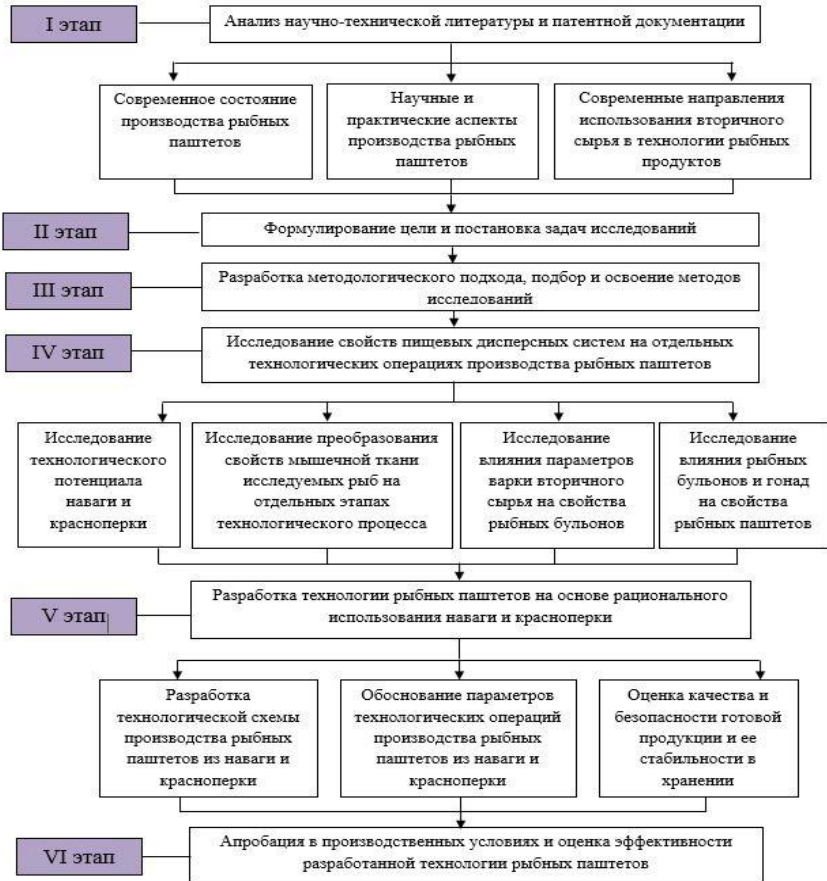 I этап
Анализ научно-технической литературы и патентной документации
Современное состояние
производства рыбных
паштетов
Научные и
практические аспекты
производства рыбных
паштетов
Современные направления
использования вторичного
сырья в технологии рыбных
продуктов
II этап
Формулирование цели и постановка задач исследований
III этап
Разработка методологического подхода, подбор и освоение методов
исследований
IV этап
Исследование свойств пищевых дисперсных систем на отдельных
технологических операциях производства рыбных паштетов
Исследование
технологического
потенциала
наваги и
красноперки
Исследование преобразования
свойств мышечной ткани
исследуемых рыб на
отдельных этапах
технологического процесса
Исследование
влияния параметров
варки вторичного
сырья на свойства
рыбных бульонов
Исследование
влияния рыбных
бульонов и гонад
на свойства
рыбных паштетов
V этап
Разработка технологии рыбных паштетов на основе рационального
использования наваги и красноперки
Разработка
технологической схемы
производства рыбных
паштетов из наваги и
красноперки
Обоснование параметров
технологических операций
производства рыбных
паштетов из наваги и
красноперки
Оценка качества и
безопасности готовой
продукции и ее
стабильности в
хранении
VI этап
Апробация в производственных условиях и оценка эффективности
разработанной технологии рыбных паштетов